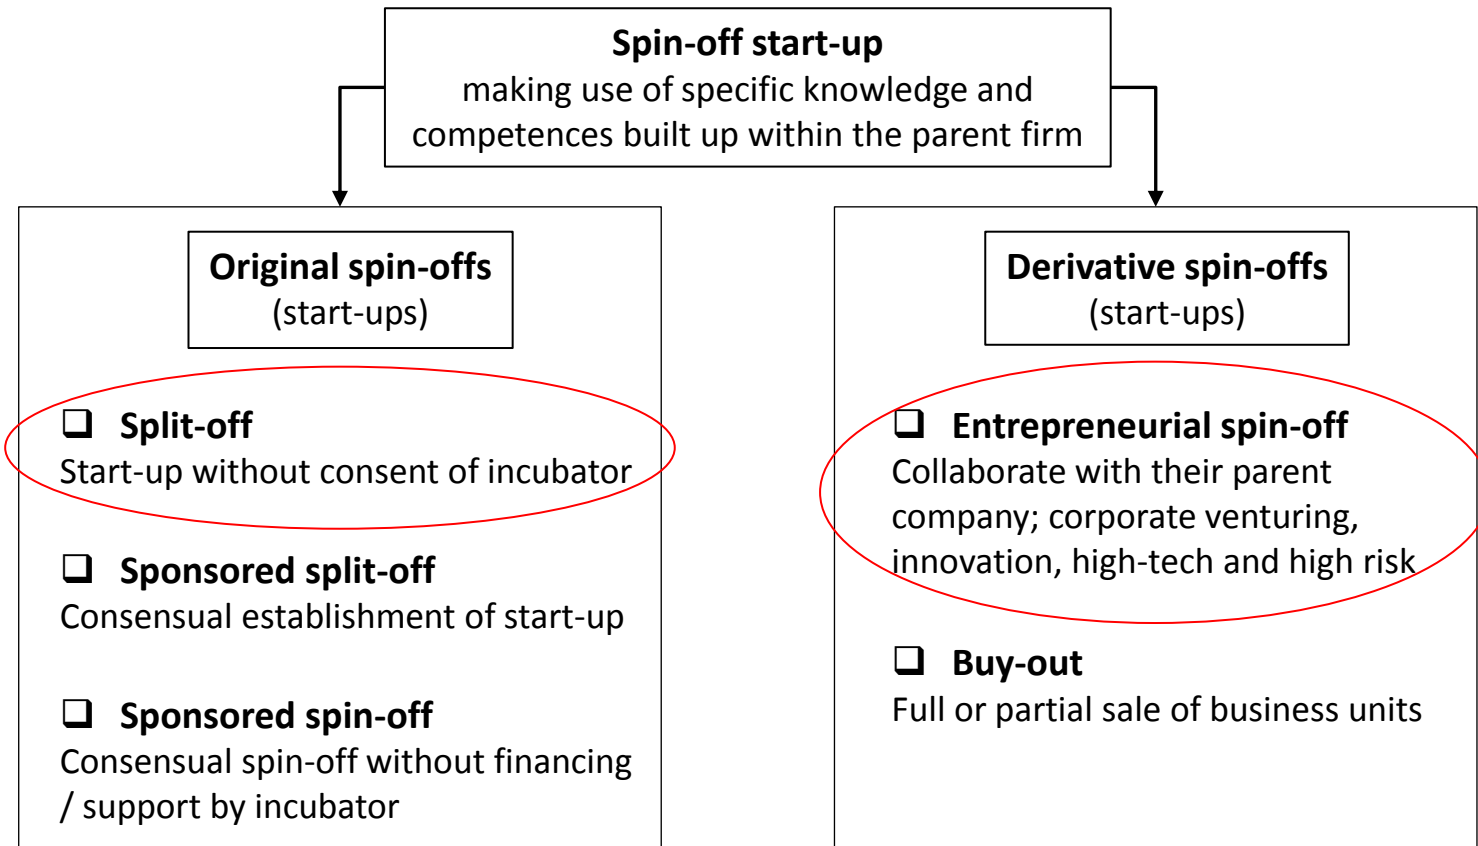 Spin-off start-up
making use of specific knowledge and
competences built up within the parent firm
Original spin-offs
(start-ups)
❑ Split-off
Start-up without consent of incubator
❑ Sponsored split-off
Consensual establishment of start-up
❑ Sponsored spin-off
Consensual spin-off without financing
/ support by incubator
Derivative spin-offs
(start-ups)
❑ Entrepreneurial spin-off
Collaborate with their parent
company; corporate venturing,
innovation, high-tech and high risk
❑ Buy-out
Full or partial sale of business units